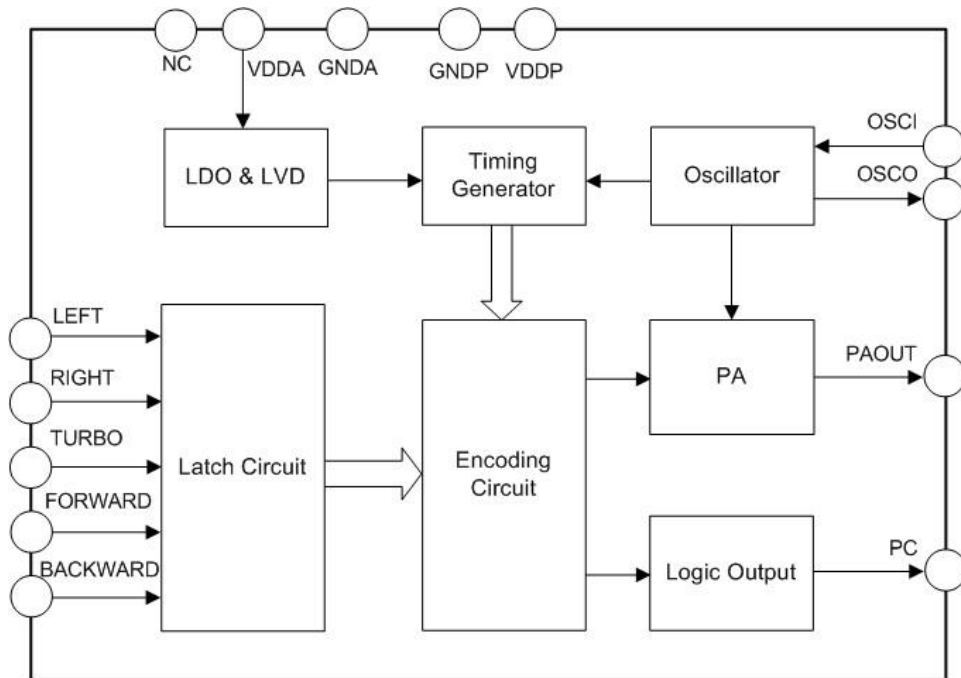 NC
VDDA
GNDA
GNDP
VDDP
OSCI
OSCO
LDO & LVD
Timing
Generator
Oscillator
LEFT
RIGHT
TURBO
FORWARD
BACKWARD
Latch Circuit
Encoding
Circuit
PA
PAOUT
Logic Output
PC